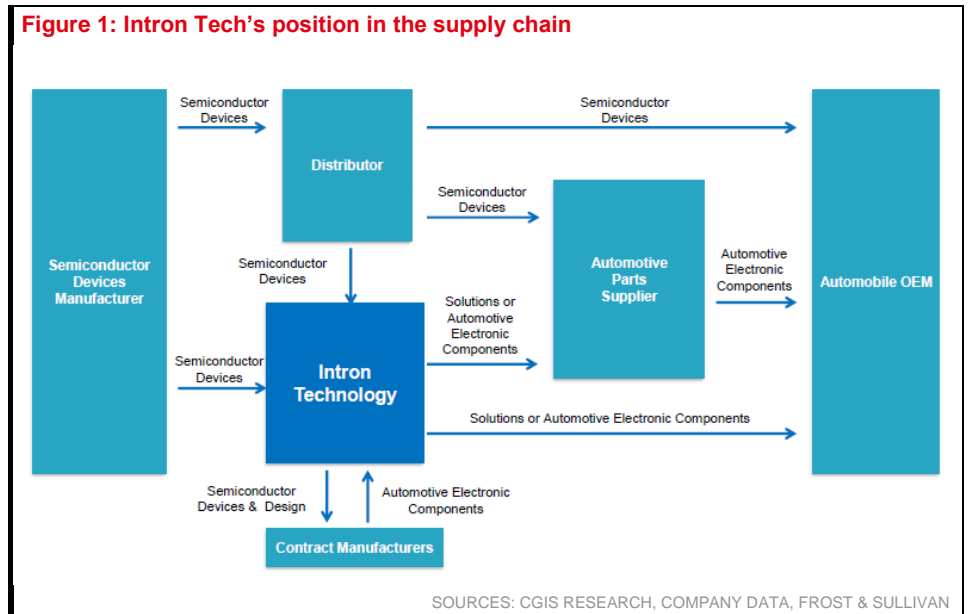 Figure 1: Intron Tech’s position in the supply chain
Semiconductor
Devices
Semiconductor
Devices
Distributor
Semiconductor
Devices
Semiconductor
Devices
Manufacturer
Semiconductor
Devices
Automotive
Parts
Supplier
Automotive
Electronic
Components
Automobile OEM
Solutions or
Automotive
Electronic
Components
Semiconductor
Devices
Intron
Technology
Solutions or Automotive Electronic Components
Semiconductor
Devices & Design
Automotive Electronic
Components
Contract Manufacturers
SOURCES: CGIS RESEARCH, COMPANY DATA, FROST & SULLIVAN